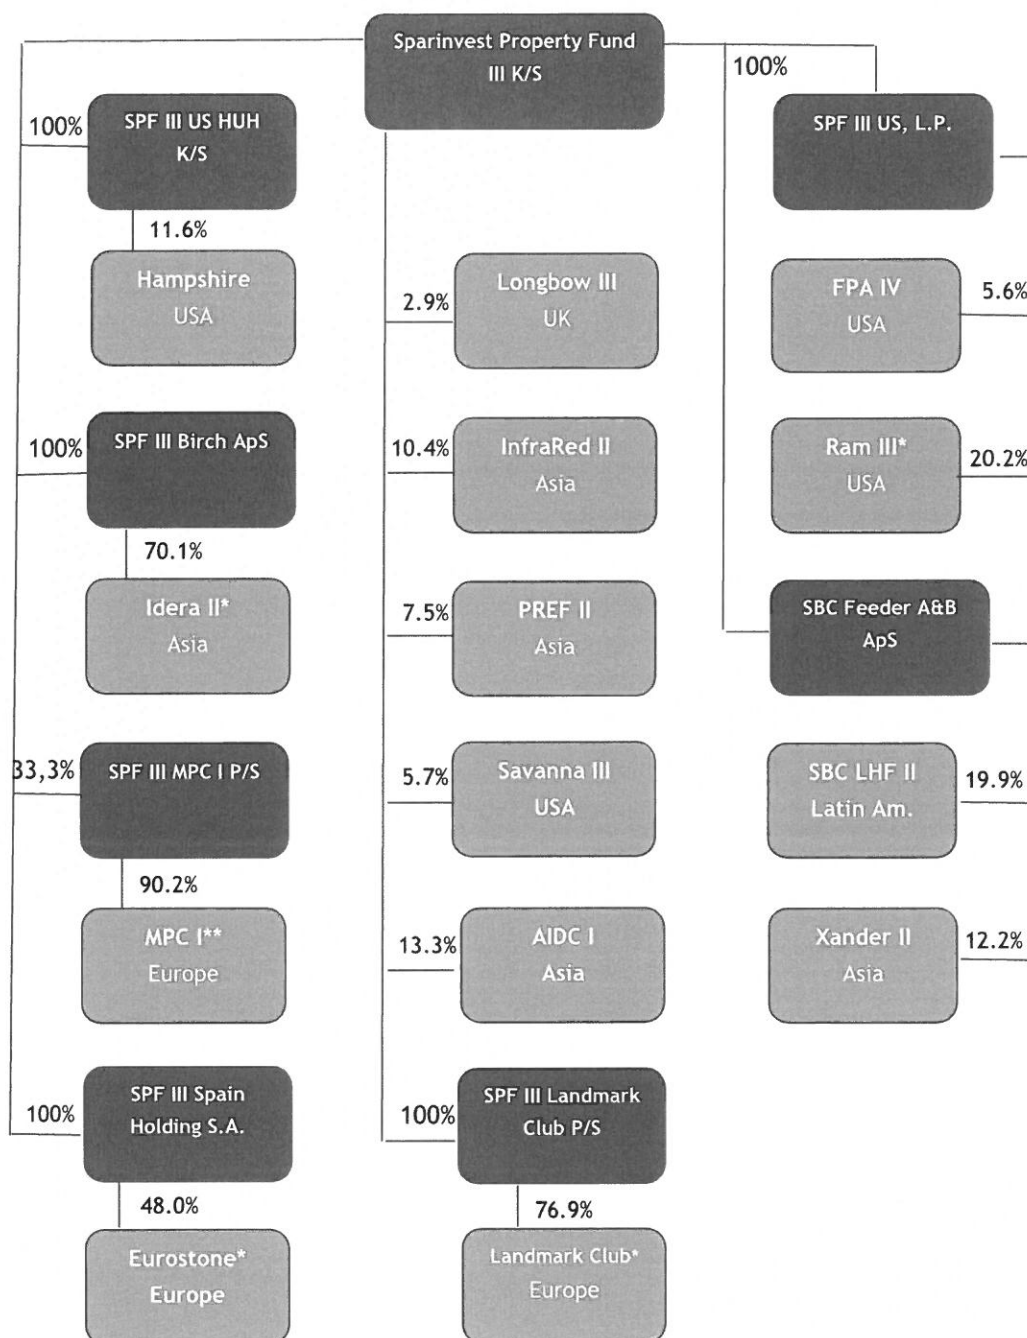 Sparinvest Property Fund
III K/S
100%
SPF III US HUH
K/S
11.6%
Hampshire
USA
100%
SPF III Birch ApS
70.1%
Idera II*
Asia
33,3%
SPF III MPC I P/S
90.2%
MPC I**
Europe
100%
SPF III Spain
Holding S.A.
48.0%
Eurostone*
Europe
2.9%
Longbow III
UK
10.4%
InfraRed II
Asia
7.5%
PREF II
Asia
5.7%
Savanna III
USA
13.3%
AIDC I
Asia
100%
SPF III Landmark
Club P/S
76.9%
Landmark Club*
Europe
100%
SPF III US, L.P.
FPA IV
USA
5.6%
Ram III*
USA
20.2%
SBC Feeder A&B
ApS
SBC LHF II
Latin Am.
19.9%
Xander II
Asia
12.2%